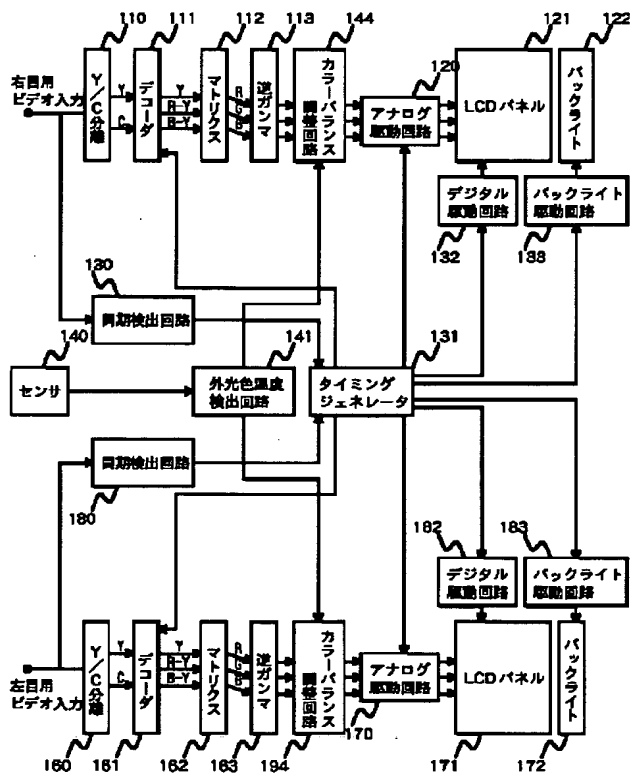 110
111
112
113
144
121
122
右目用
ビデオ入力
Y/C分離
Y
C
デコーダ
Y
R-Y
B-Y
マトリクス
R
G
B
逆ガンマ
カラーバランス
調整回路
120
アナログ
駆動回路
LCDパネル
バックライト
デジタル
駆動回路
バックライト
駆動回路
132
133
130
同期検出回路
140
センサ
141
外光色温度
検出回路
131
タイミング
ジェネレータ
同期検出回路
180
182
183
デジタル
駆動回路
バックライト
駆動回路
左目用
ビデオ入力
Y/C分離
Y
C
デコーダ
Y
R-Y
B-Y
マトリクス
R
G
B
逆ガンマ
カラーバランス
調整回路
アナログ
駆動回路
170
LCDパネル
バックライト
160
161
162
163
194
171
172